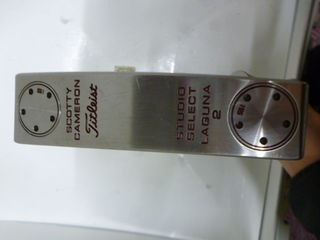 SCOTTY
CAMERON
Titleist
STUDIO
SELECT
LAGUNA
2